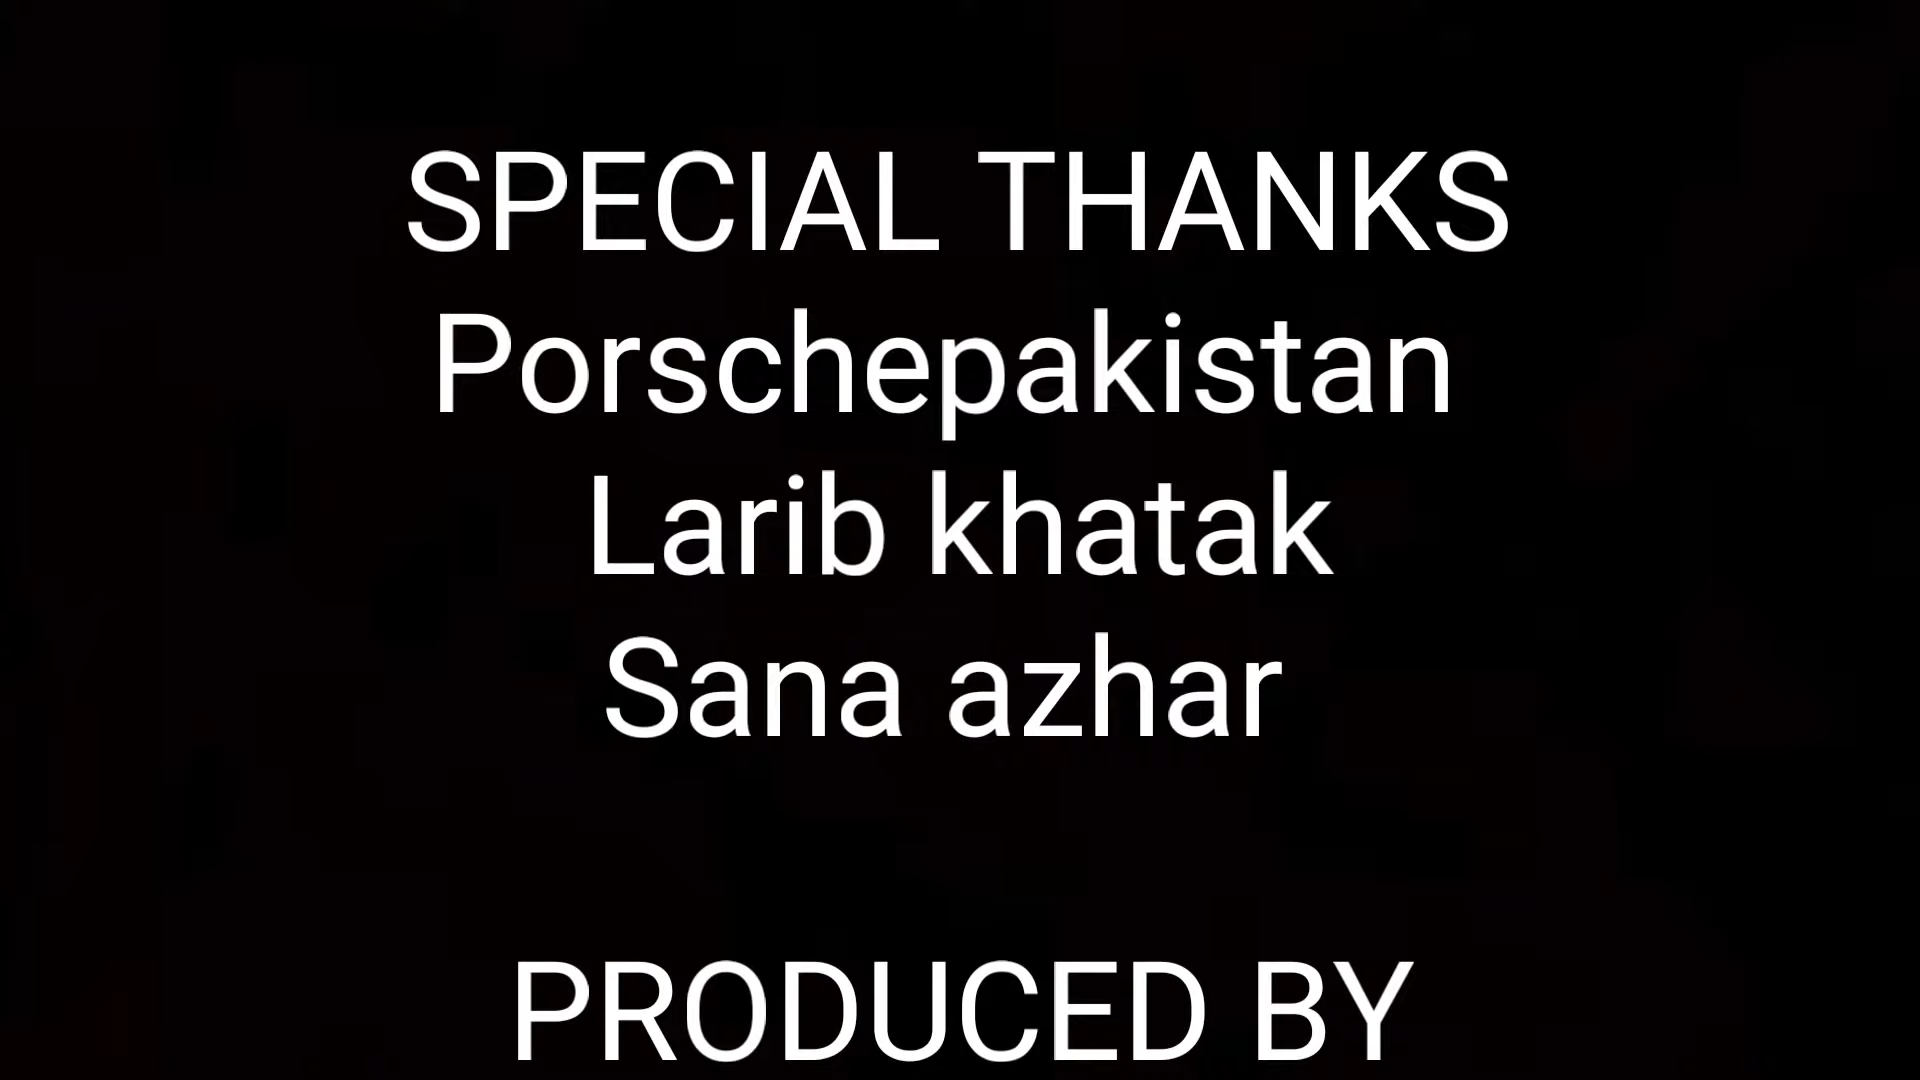 SPECIAL THANKS
Porschepakistan
Larib khatak
Sana azhar
PRODUCED BY